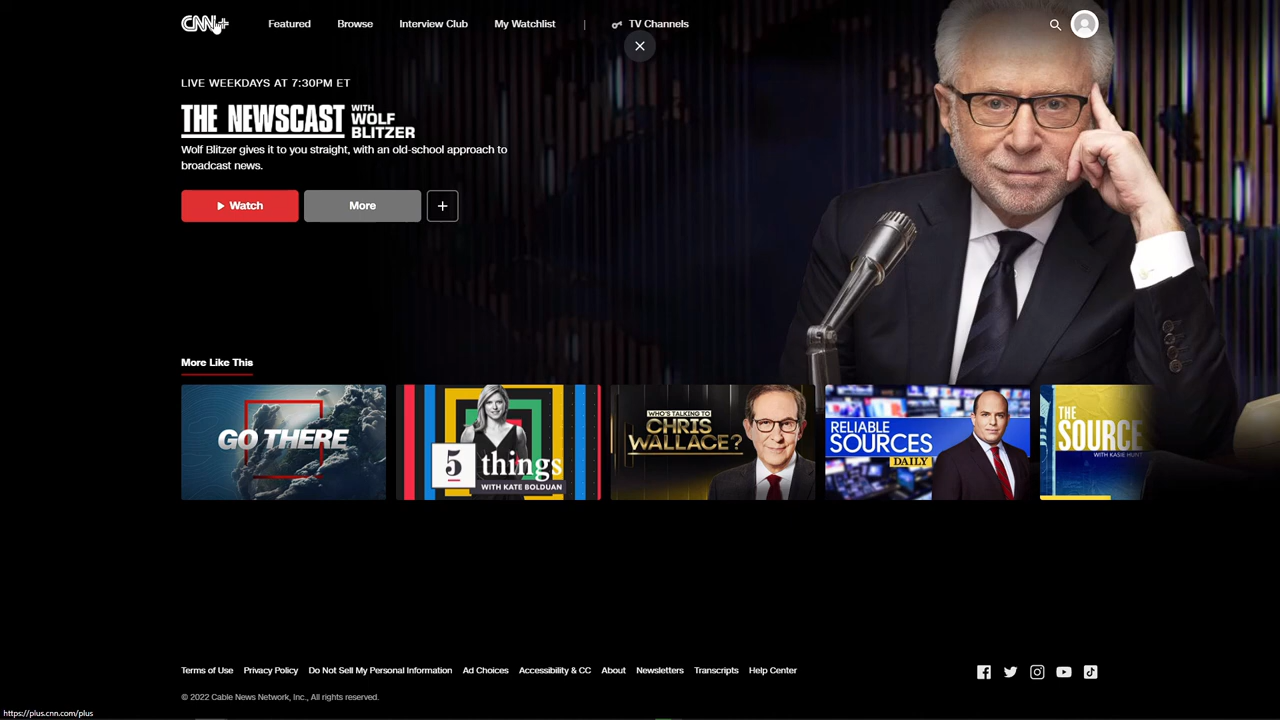 CNN+
Featured
Browse
Interview Club
My Watchlist
|
TV Channels
LIVE WEEKDAYS AT 7:30PM ET
THE NEWSCAST WITH
WOLF
BLITZER
Wolf Blitzer gives it to you straight, with an old-school approach to
broadcast news.
Watch
More
More Like This
GO THERE
5 things
WITH KATE BOLDUAN
WHO'S TALKING TO
CHRIS
WALLACE?
RELIABLE
SOURCES
DAILY
THE
SOURCE
WITH KASIE HUNT
Terms of Use
Privacy Policy
Do Not Sell My Personal Information
Ad Choices
Accessibility & CC
About
Newsletters
Transcripts
Help Center
© 2022 Cable News Network, Inc., All rights reserved.
https://plus.cnn.com/plus